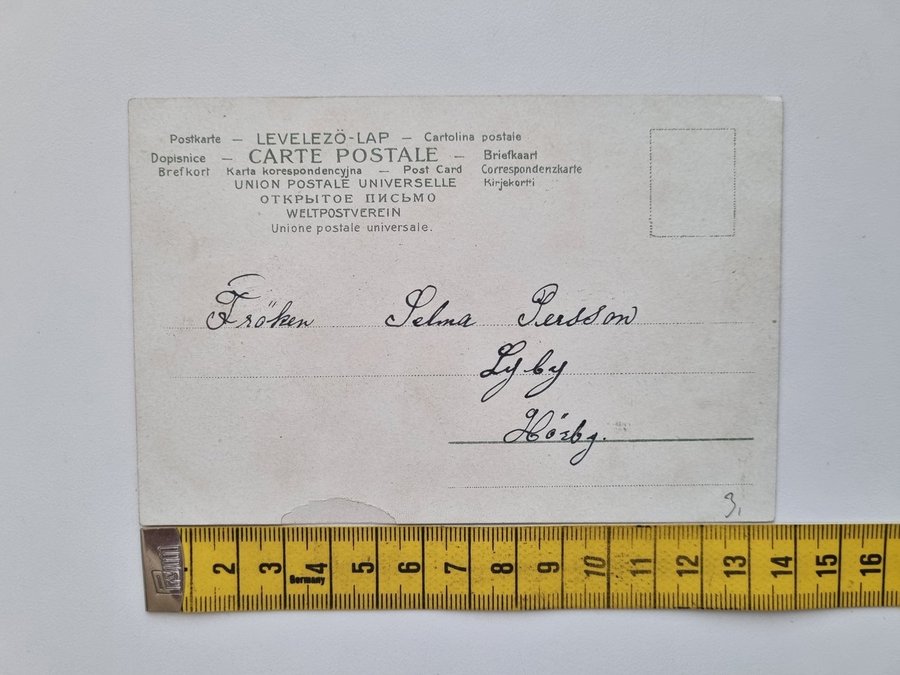 Postkarte — LEVELEZŐ-LAP — Cartolina postale
Dopisnice — CARTE POSTALE — Briefkaart
Brefkort Karta korespondencyjna — Post Card Correspondenzkarte
UNION POSTALE UNIVERSELLE Kirjekortti
ОТКРЫТОЕ ПИСЬМО
WELTPOSTVEREIN
Unione postale universale.
Fröken Selma Persson
Lyby
Hörby.
2 3 4 5 6 7 8 9 10 11 12 13 14 15 16
Germany